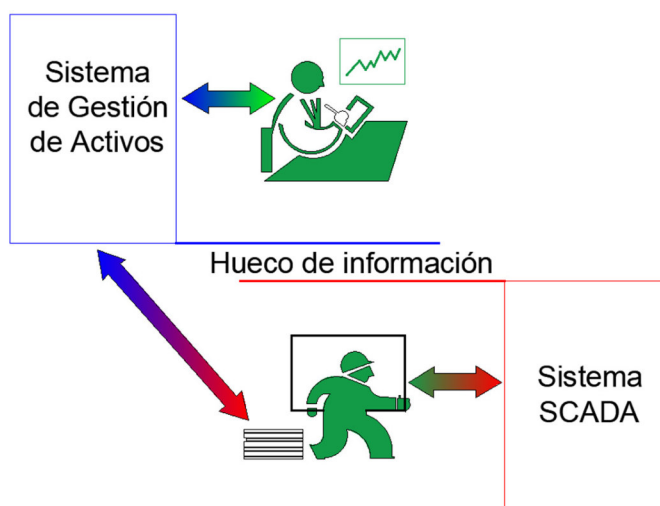 Sistema
de Gestión
de Activos
Hueco de información
Sistema
SCADA